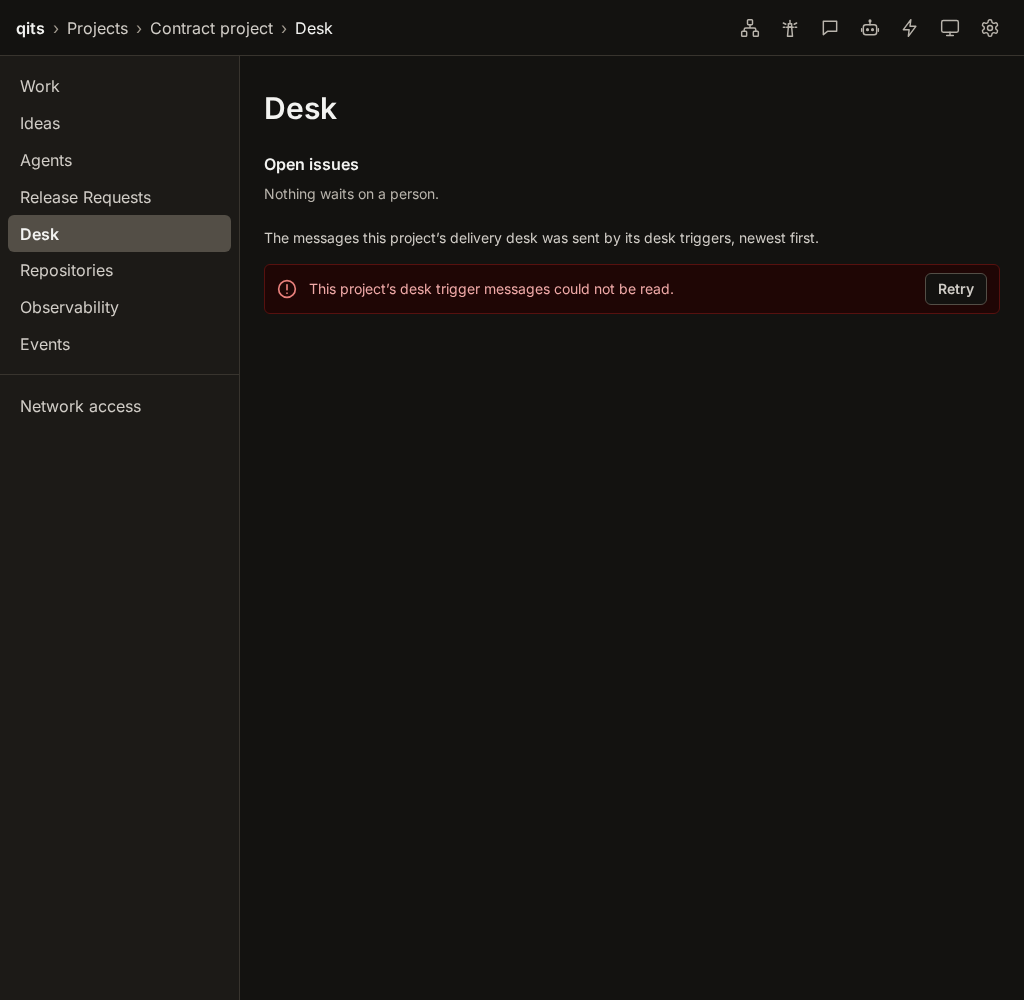 qits › Projects › Contract project › Desk
Work
Ideas
Agents
Release Requests
Desk
Repositories
Observability
Events
Network access
Desk
Open issues
Nothing waits on a person.
The messages this project’s delivery desk was sent by its desk triggers, newest first.
This project’s desk trigger messages could not be read.
Retry